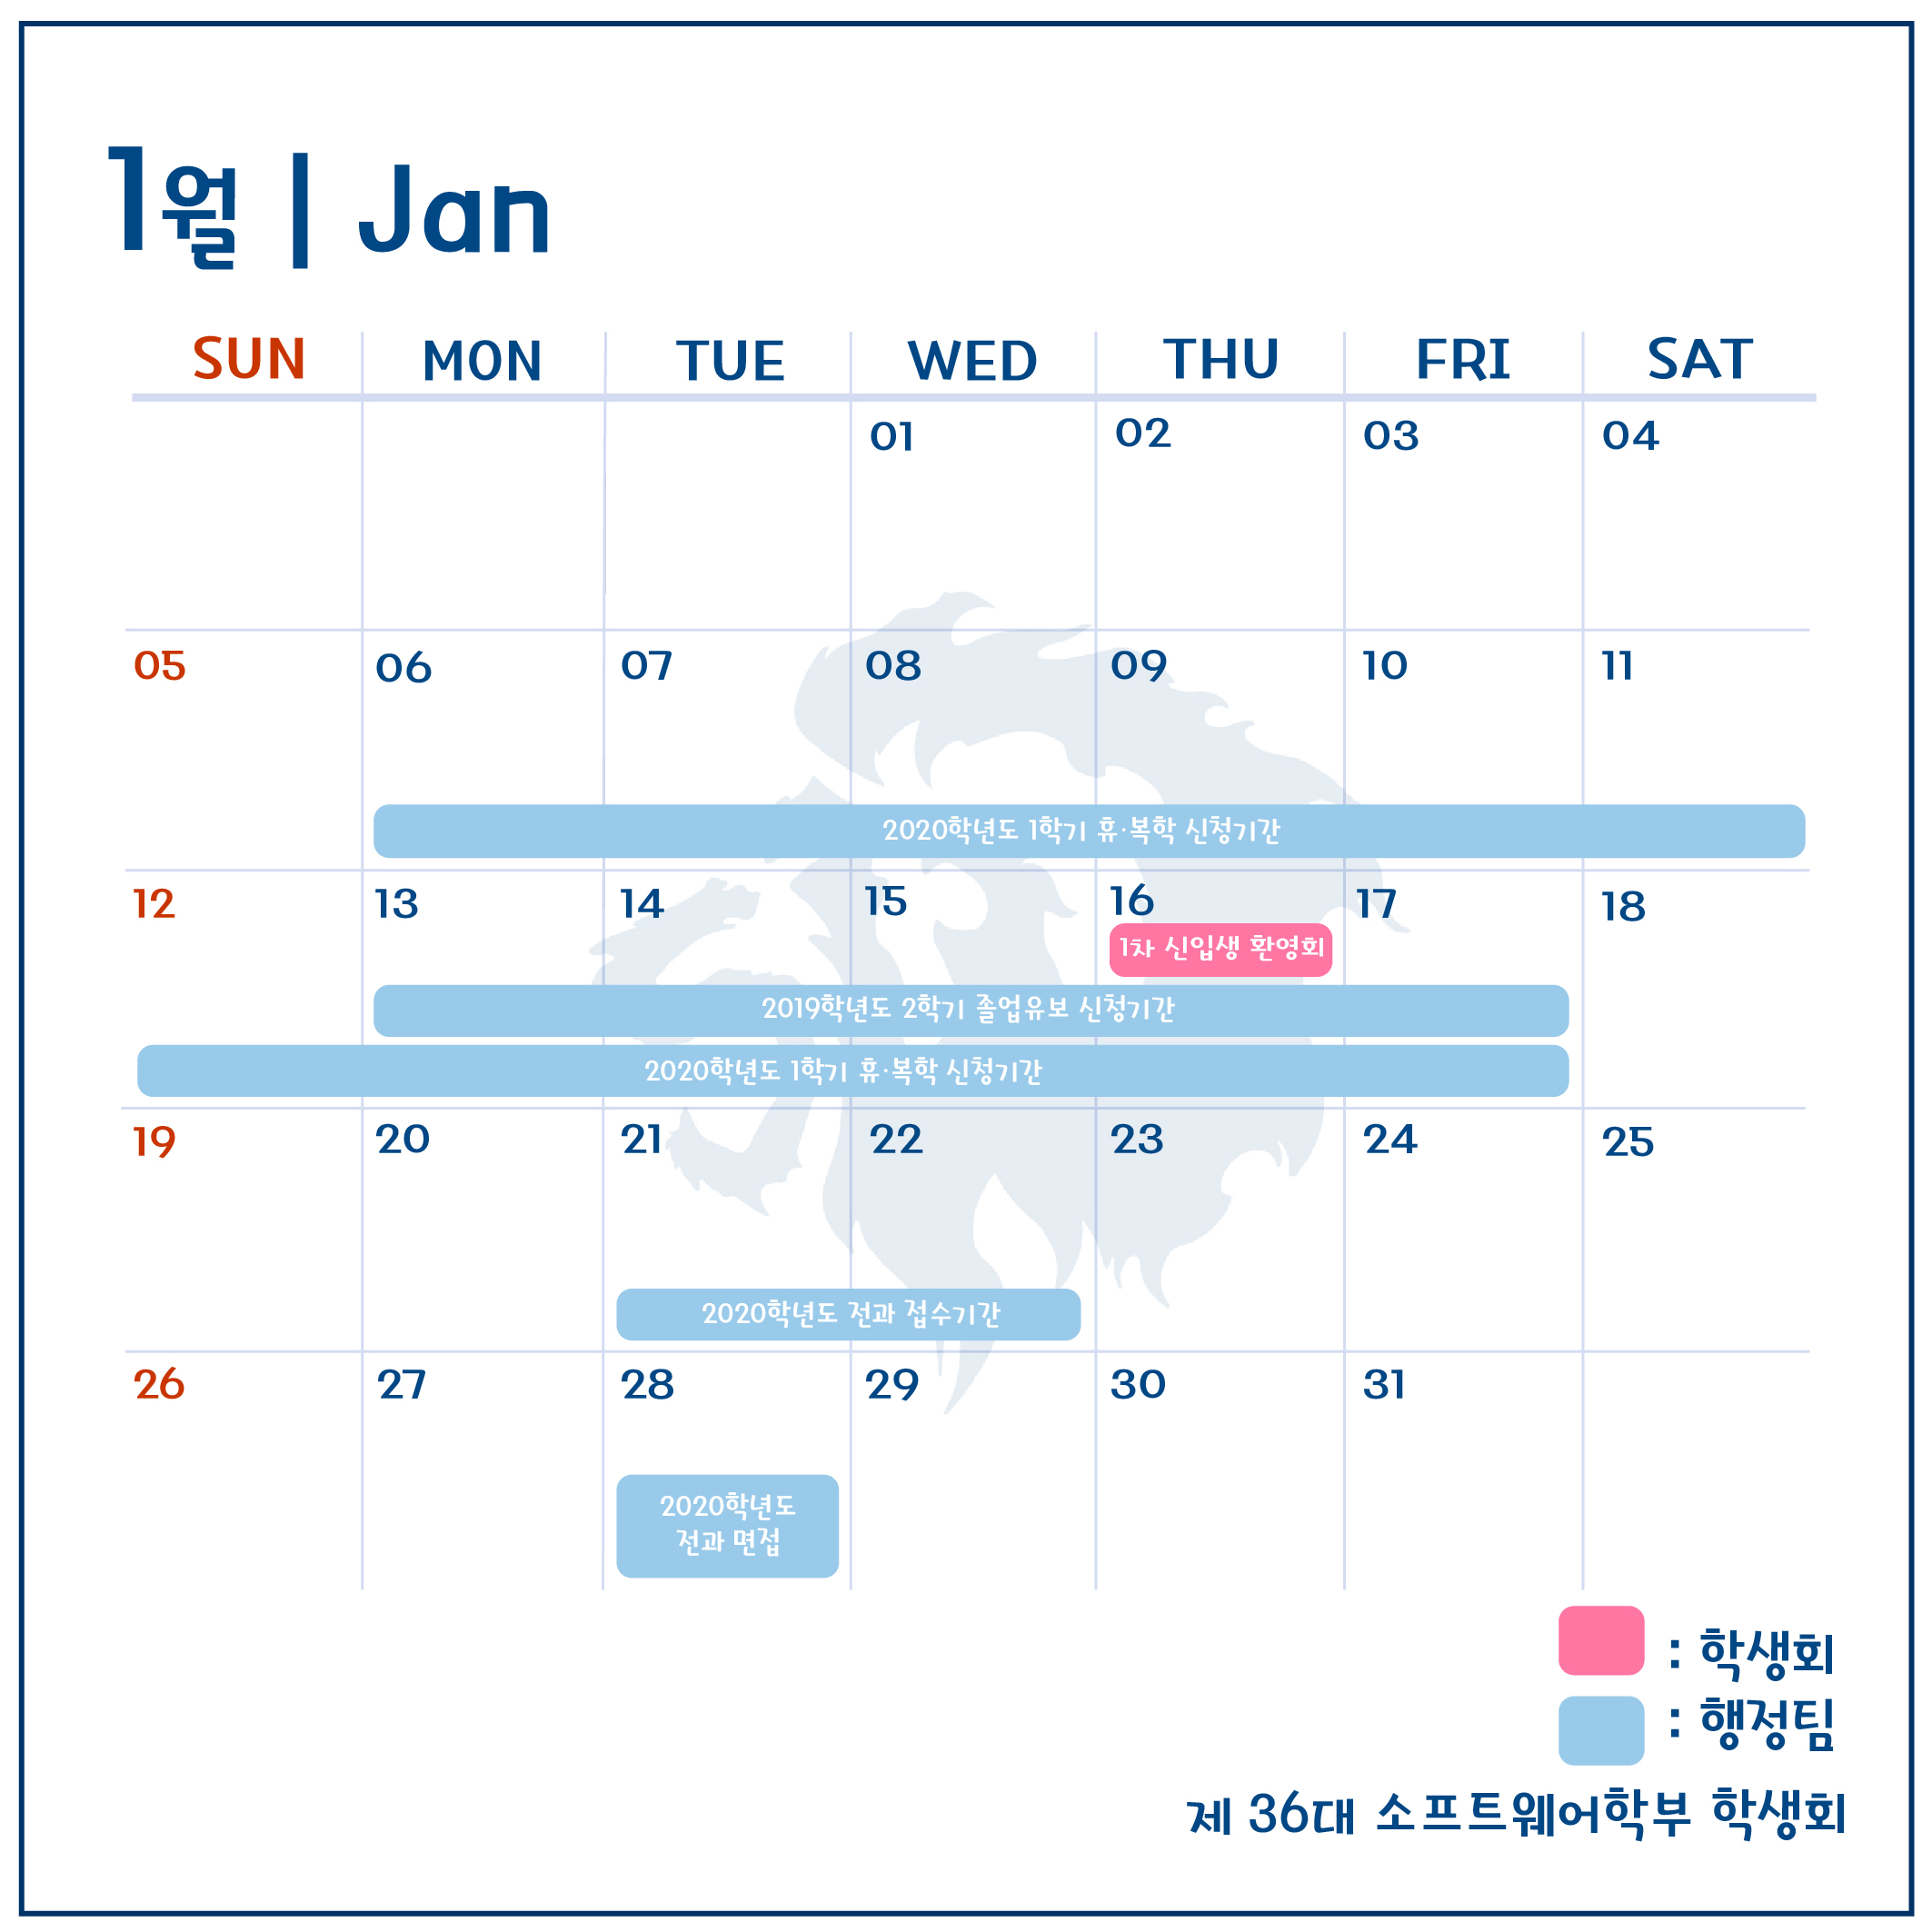 1월 | Jan
SUN MON TUE WED THU FRI SAT
01 02 03 04
05 06 07 08 09 10 11
2020학년도 1학기 휴·복학 신청기간
12 13 14 15 16 17 18
1차 신입생 환영회
2019학년도 2학기 졸업유보 신청기간
2020학년도 1학기 휴·복학 신청기간
19 20 21 22 23 24 25
2020학년도 전과 접수기간
26 27 28 29 30 31
2020학년도
전과 면접
: 학생회
: 행정팀
제 36대 소프트웨어학부 학생회